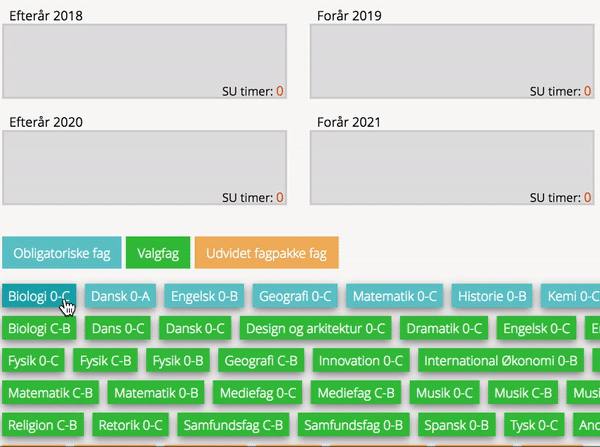 Efterår 2018 Forår 2019
SU timer: 0 SU timer: 0
Efterår 2020 Forår 2021
SU timer: 0 SU timer: 0
Obligatoriske fag Valgfag Udvidet fagpakke fag
Biologi 0-C Dansk 0-A Engelsk 0-B Geografi 0-C Matematik 0-C Historie 0-B Kemi 0-C
Biologi C-B Dans 0-C Dansk 0-C Design og arkitektur 0-C Dramatik 0-C Engelsk 0-C
Fysik 0-C Fysik C-B Fysik 0-B Geografi C-B Innovation 0-C International Økonomi 0-B
Matematik C-B Matematik 0-B Mediefag 0-C Mediefag C-B Musik 0-C Musik C-B Musi
Religion C-B Retorik 0-C Samfundsfag C-B Samfundsfag 0-B Spansk 0-B Tysk 0-C